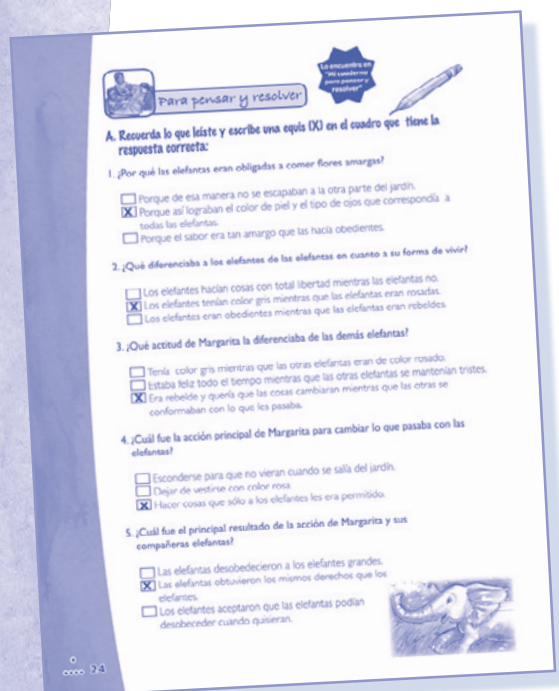 Lo encuentra en
"Mi cuaderno
para pensar y
resolver"
Para pensar y resolver
A. Recuerda lo que leíste y escribe una equis (X) en el cuadro que tiene la
respuesta correcta:
1. ¿Por qué las elefantas eran obligadas a comer flores amargas?
Porque de esa manera no se escapaban a la otra parte del jardín.
X Porque así lograban el color de piel y el tipo de ojos que correspondía a
todas las elefantas.
Porque el sabor era tan amargo que las hacía obedientes.
2. ¿Qué diferenciaba a los elefantes de las elefantas en cuanto a su forma de vivir?
Los elefantes hacían cosas con total libertad mientras las elefantas no.
X Los elefantes tenían color gris mientras que las elefantas eran rosadas.
Los elefantes eran obedientes mientras que las elefantas eran rebeldes.
3. ¿Qué actitud de Margarita la diferenciaba de las demás elefantas?
Tenía color gris mientras que las otras elefantas eran de color rosado.
Estaba feliz todo el tiempo mientras que las otras elefantas se mantenían tristes.
X Era rebelde y quería que las cosas cambiaran mientras que las otras se
conformaban con lo que les pasaba.
4. ¿Cuál fue la acción principal de Margarita para cambiar lo que pasaba con las
elefantas?
Esconderse para que no vieran cuando se salía del jardín.
Dejar de vestirse con color rosa.
X Hacer cosas que sólo a los elefantes les era permitido.
5. ¿Cuál fue el principal resultado de la acción de Margarita y sus
compañeras elefantas?
Las elefantas desobedecieron a los elefantes grandes.
X Las elefantas obtuvieron los mismos derechos que los
elefantes.
Los elefantes aceptaron que las elefantas podían
desobedecer cuando quisieran.
24